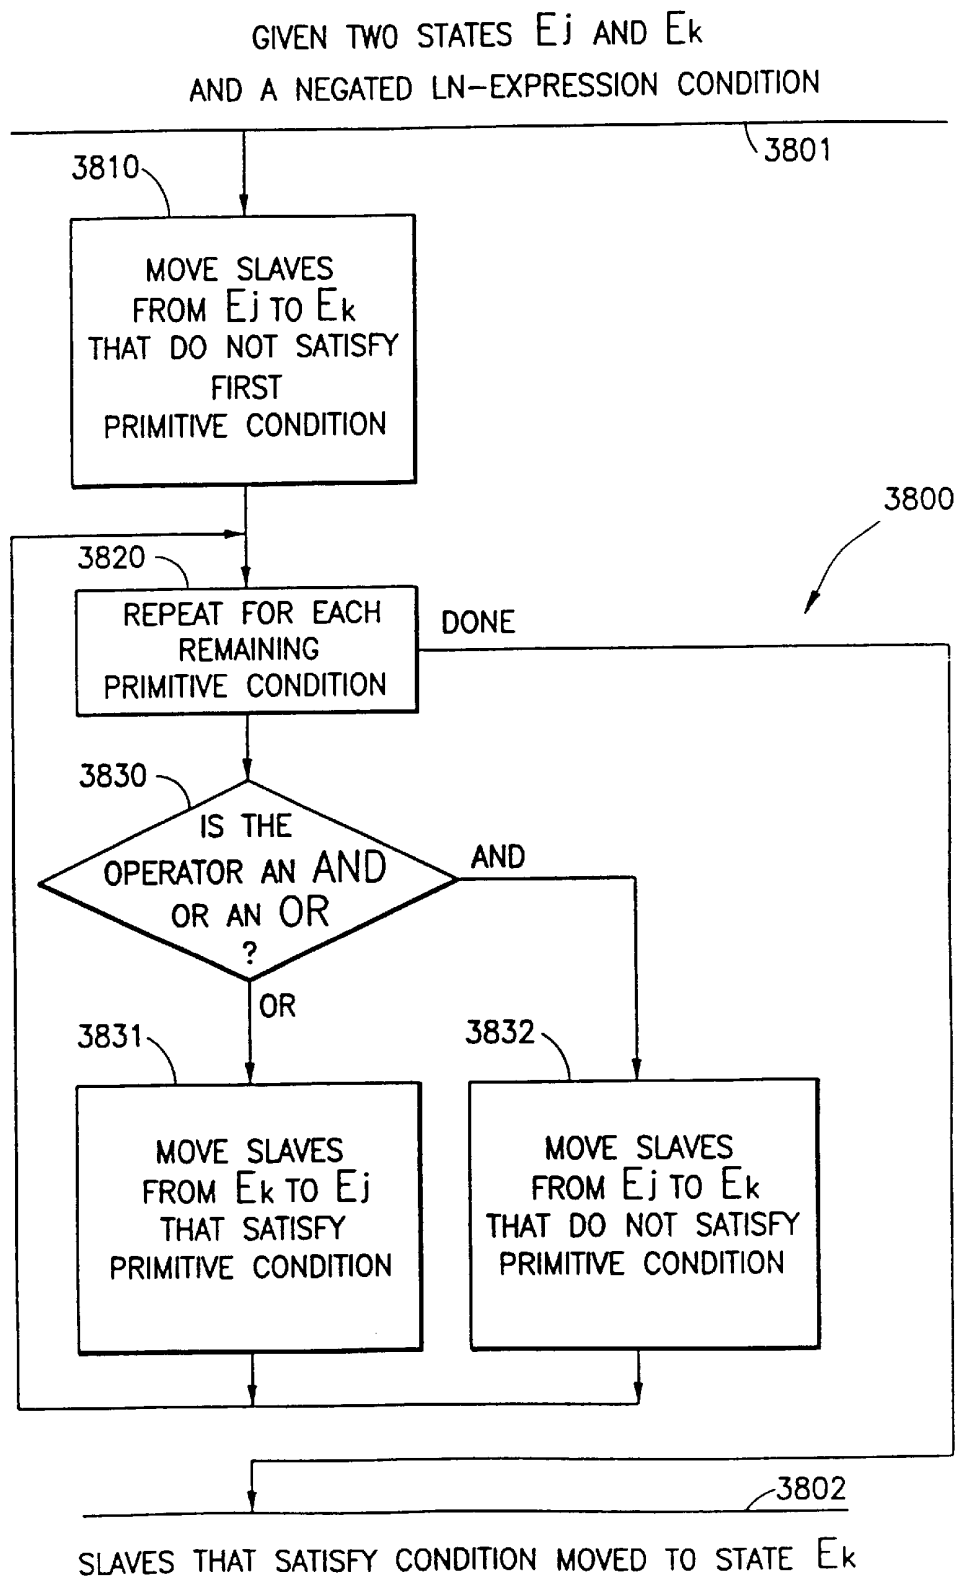 GIVEN TWO STATES Ej AND Ek
AND A NEGATED LN-EXPRESSION CONDITION
3801
3810
MOVE SLAVES
FROM Ej TO Ek
THAT DO NOT SATISFY
FIRST
PRIMITIVE CONDITION
3800
3820
REPEAT FOR EACH
REMAINING
PRIMITIVE CONDITION
DONE
3830
IS THE
OPERATOR AN AND
OR AN OR
?
AND
OR
3831
MOVE SLAVES
FROM Ek TO Ej
THAT SATISFY
PRIMITIVE CONDITION
3832
MOVE SLAVES
FROM Ej TO Ek
THAT DO NOT SATISFY
PRIMITIVE CONDITION
3802
SLAVES THAT SATISFY CONDITION MOVED TO STATE Ek